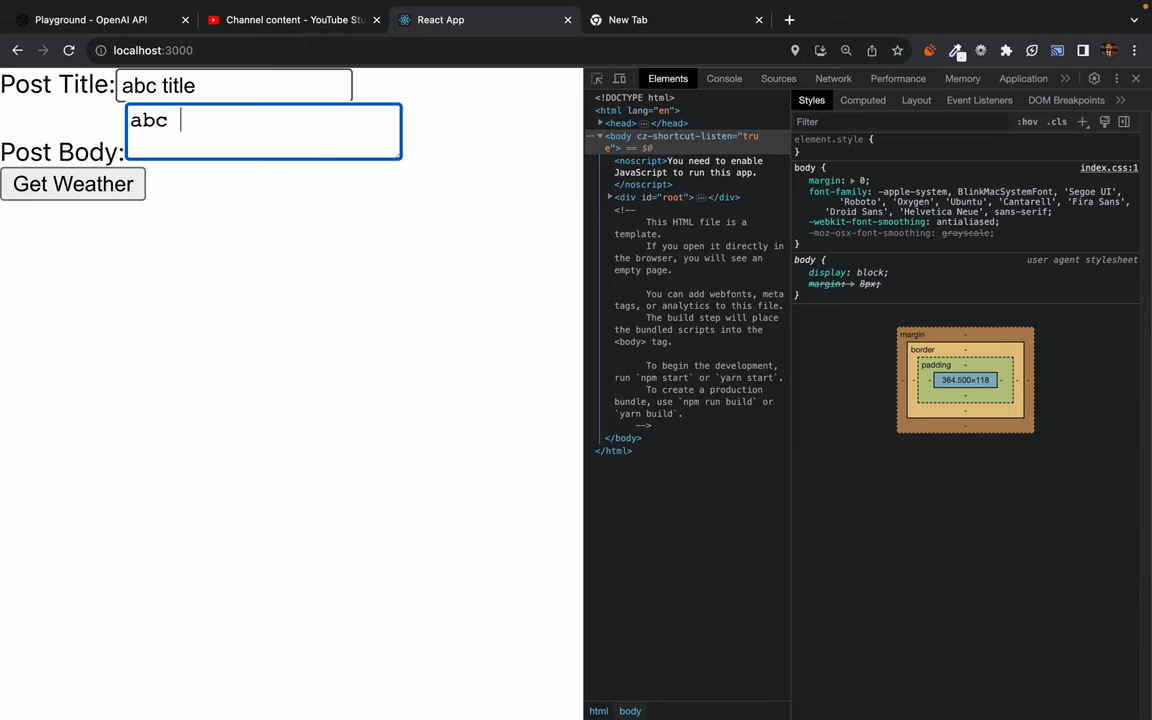 Playground - OpenAI API
Channel content - YouTube Stu
React App
New Tab
localhost:3000
Post Title:
abc title
abc
Post Body:
Get Weather
Elements
Console
Sources
Network
Performance
Memory
Application
<!DOCTYPE html>
<html lang="en">
<head> … </head>
… <body cz-shortcut-listen="tru
e"> == $0
<noscript>You need to enable
JavaScript to run this app.
</noscript>
<div id="root"> … </div>
<!--
This HTML file is a
template.
If you open it directly in
the browser, you will see an
empty page.
You can add webfonts, meta
tags, or analytics to this file.
The build step will place
the bundled scripts into the
<body> tag.
To begin the development,
run `npm start` or `yarn start`.
To create a production
bundle, use `npm run build` or
`yarn build`.
-->
</body>
</html>
html
body
Styles
Computed
Layout
Event Listeners
DOM Breakpoints
Filter
:hov
.cls
element.style {
}
body {
index.css:1
margin: 0;
font-family: -apple-system, BlinkMacSystemFont, 'Segoe UI',
'Roboto', 'Oxygen', 'Ubuntu', 'Cantarell', 'Fira Sans',
'Droid Sans', 'Helvetica Neue', sans-serif;
-webkit-font-smoothing: antialiased;
-moz-osx-font-smoothing: grayscale;
}
body {
user agent stylesheet
display: block;
margin: 8px;
}
margin
-
border
-
padding
-
- - - 364.500×118 - - -
-
-
-